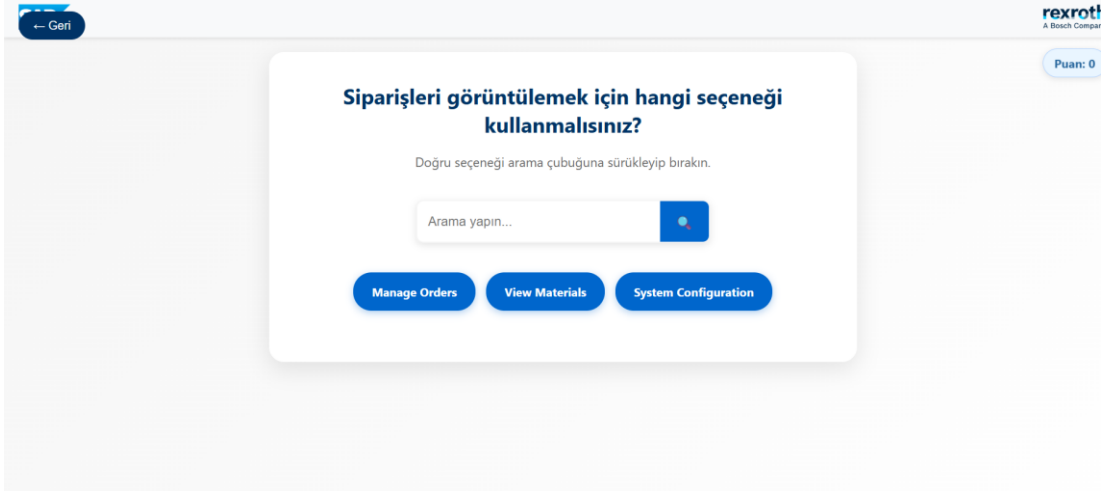 ← Geri
rexroth
A Bosch Compan
Puan: 0
Siparişleri görüntülemek için hangi seçeneği
kullanmalısınız?
Doğru seçeneği arama çubuğuna sürükleyip bırakın.
Arama yapın...
Manage Orders
View Materials
System Configuration